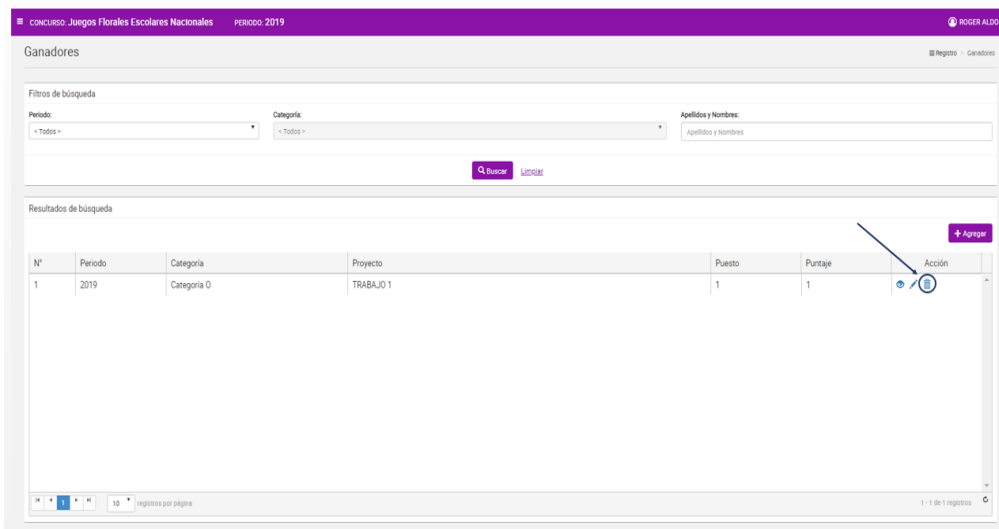 CONCURSO: Juegos Florales Escolares Nacionales PERIODO: 2019 ROGER ALDO
Ganadores Registro > Ganadores
Filtros de búsqueda
Periodo: Categoría: Apellidos y Nombres:
< Todos > < Todos > Apellidos y Nombres
Buscar Limpiar
Resultados de búsqueda
+ Agregar
N° Periodo Categoría Proyecto Puesto Puntaje Acción
1 2019 Categoría O TRABAJO 1 1 1
1 10 registros por página 1 - 1 de 1 registros